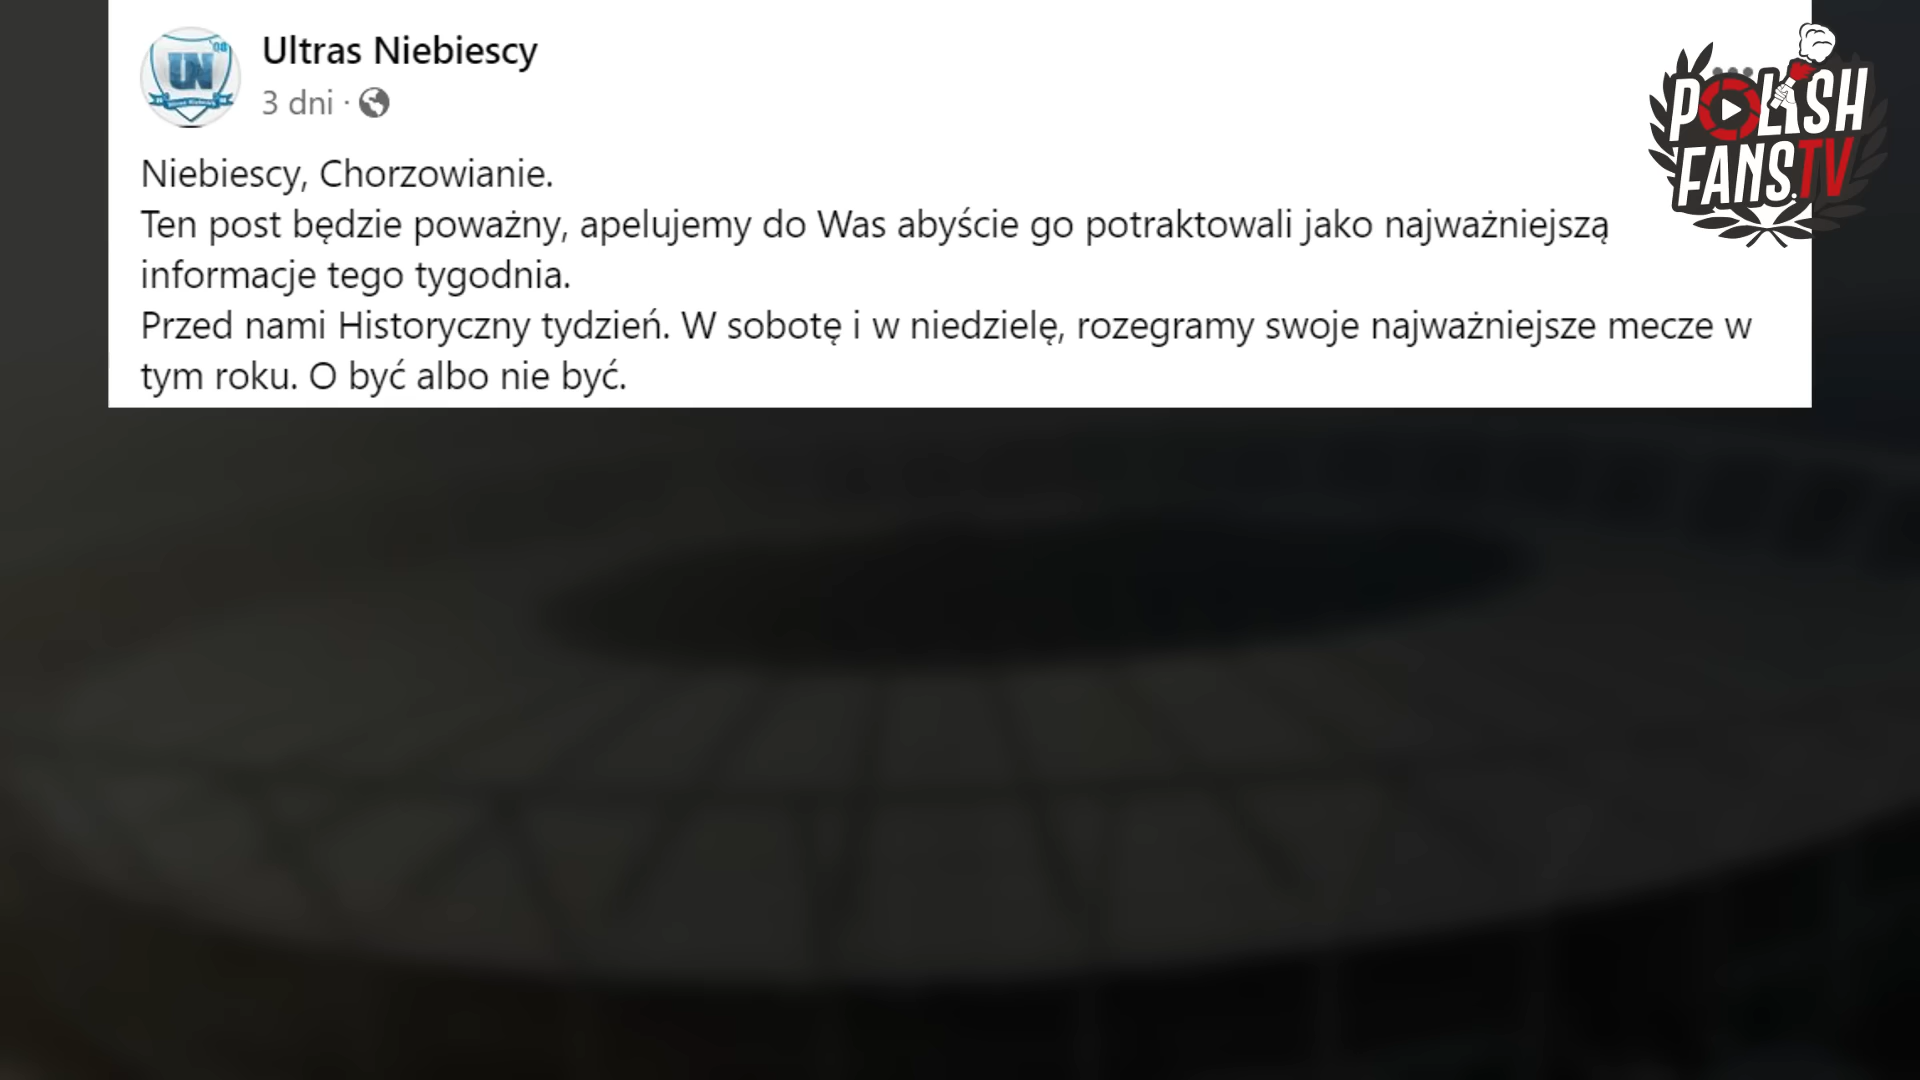 UN
'08
Ultras Niebiescy
3 dni ·
Niebiescy, Chorzowianie.
Ten post będzie poważny, apelujemy do Was abyście go potraktowali jako najważniejszą
informacje tego tygodnia.
Przed nami Historyczny tydzień. W sobotę i w niedzielę, rozegramy swoje najważniejsze mecze w
tym roku. O być albo nie być.
POLISH
FANS.TV